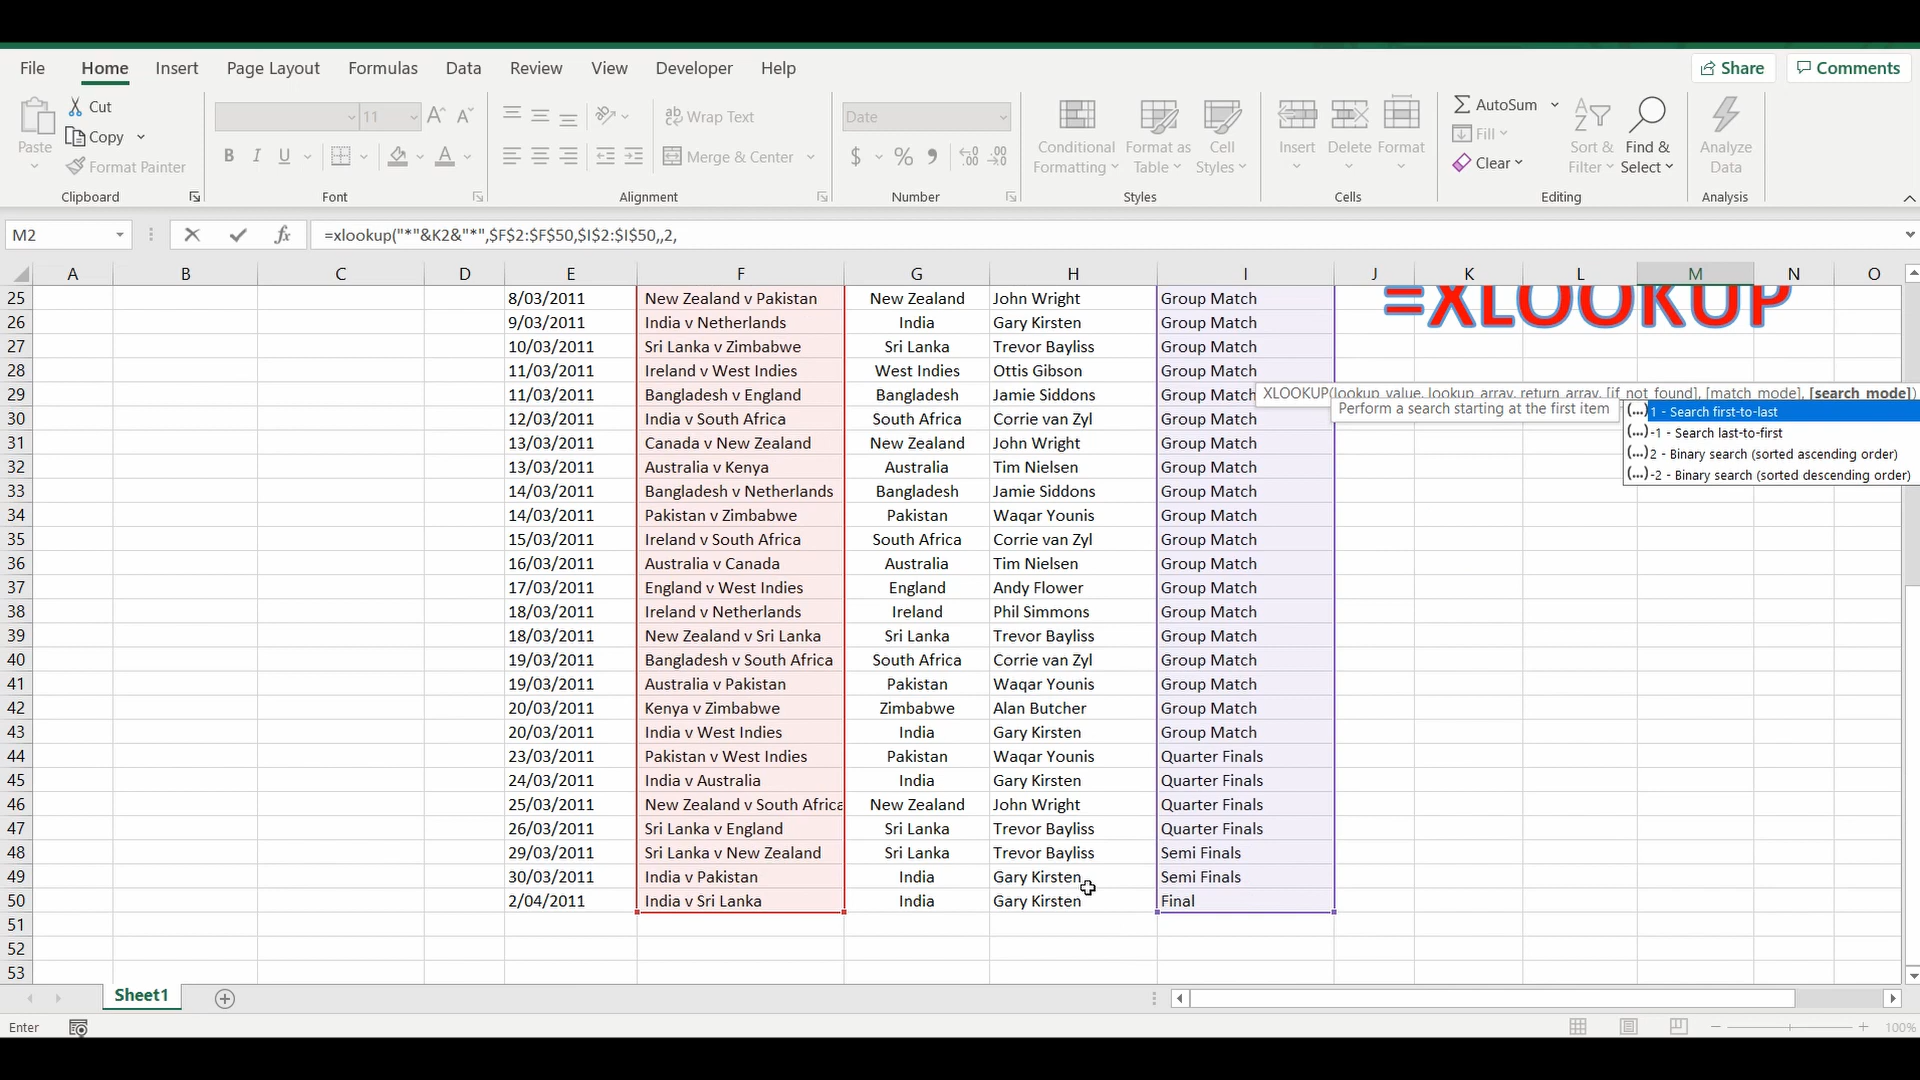 File Home Insert Page Layout Formulas Data Review View Developer Help Share Comments
Paste Cut Copy Format Painter Clipboard
11 B I U Font
ab Wrap Text Merge & Center Alignment
Date $ % Number
Conditional Formatting Format as Table Cell Styles Styles
Insert Delete Format Cells
AutoSum Fill Clear Sort & Filter Find & Select Editing
Analyze Data Analysis
M2 fx =xlookup("*"&K2&"*",$F$2:$F$50,$I$2:$I$50,,2,
A B C D E F G H I J K L M N O
=XLOOKUP
25 8/03/2011 New Zealand v Pakistan New Zealand John Wright Group Match
26 9/03/2011 India v Netherlands India Gary Kirsten Group Match
27 10/03/2011 Sri Lanka v Zimbabwe Sri Lanka Trevor Bayliss Group Match
28 11/03/2011 Ireland v West Indies West Indies Ottis Gibson Group Match
29 11/03/2011 Bangladesh v England Bangladesh Jamie Siddons Group Match
XLOOKUP(lookup_value, lookup_array, return_array, [if_not_found], [match_mode], [search_mode])
Perform a search starting at the first item
(...) 1 - Search first-to-last
(...) -1 - Search last-to-first
(...) 2 - Binary search (sorted ascending order)
(...) -2 - Binary search (sorted descending order)
30 12/03/2011 India v South Africa South Africa Corrie van Zyl Group Match
31 13/03/2011 Canada v New Zealand New Zealand John Wright Group Match
32 13/03/2011 Australia v Kenya Australia Tim Nielsen Group Match
33 14/03/2011 Bangladesh v Netherlands Bangladesh Jamie Siddons Group Match
34 14/03/2011 Pakistan v Zimbabwe Pakistan Waqar Younis Group Match
35 15/03/2011 Ireland v South Africa South Africa Corrie van Zyl Group Match
36 16/03/2011 Australia v Canada Australia Tim Nielsen Group Match
37 17/03/2011 England v West Indies England Andy Flower Group Match
38 18/03/2011 Ireland v Netherlands Ireland Phil Simmons Group Match
39 18/03/2011 New Zealand v Sri Lanka Sri Lanka Trevor Bayliss Group Match
40 19/03/2011 Bangladesh v South Africa South Africa Corrie van Zyl Group Match
41 19/03/2011 Australia v Pakistan Pakistan Waqar Younis Group Match
42 20/03/2011 Kenya v Zimbabwe Zimbabwe Alan Butcher Group Match
43 20/03/2011 India v West Indies India Gary Kirsten Group Match
44 23/03/2011 Pakistan v West Indies Pakistan Waqar Younis Quarter Finals
45 24/03/2011 India v Australia India Gary Kirsten Quarter Finals
46 25/03/2011 New Zealand v South Africa New Zealand John Wright Quarter Finals
47 26/03/2011 Sri Lanka v England Sri Lanka Trevor Bayliss Quarter Finals
48 29/03/2011 Sri Lanka v New Zealand Sri Lanka Trevor Bayliss Semi Finals
49 30/03/2011 India v Pakistan India Gary Kirsten Semi Finals
50 2/04/2011 India v Sri Lanka India Gary Kirsten Final
51
52
53
Sheet1
Enter 100%